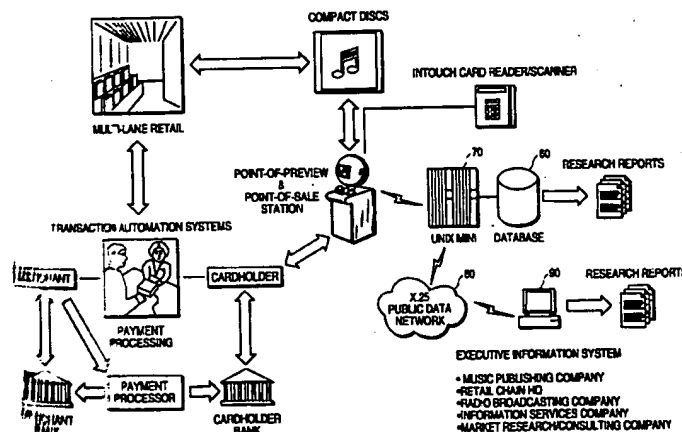 COMPACT DISCS
INTOUCH CARD READER/SCANNER
MULTI-LANE RETAIL
POINT-OF-PREVIEW
&
POINT-OF-SALE
STATION
70
60
RESEARCH REPORTS
UNIX MINI
DATABASE
TRANSACTION AUTOMATION SYSTEMS
CARDHOLDER
PAYMENT
PROCESSING
80
X.25
PUBLIC DATA
NETWORK
90
RESEARCH REPORTS
PAYMENT
PROCESSOR
BANK
CARDHOLDER
BANK
EXECUTIVE INFORMATION SYSTEM
• MUSIC PUBLISHING COMPANY
• RETAIL CHAIN HQ
• RADIO BROADCASTING COMPANY
• INFORMATION SERVICES COMPANY
• MARKET RESEARCH/CONSULTING COMPANY